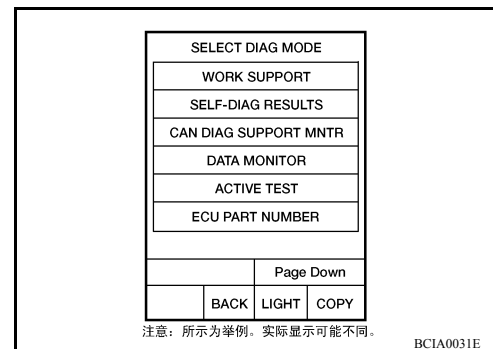 SELECT DIAG MODE
WORK SUPPORT
SELF-DIAG RESULTS
CAN DIAG SUPPORT MNTR
DATA MONITOR
ACTIVE TEST
ECU PART NUMBER
Page Down
BACK LIGHT COPY
注意：所示为举例。实际显示可能不同。
BCIA0031E